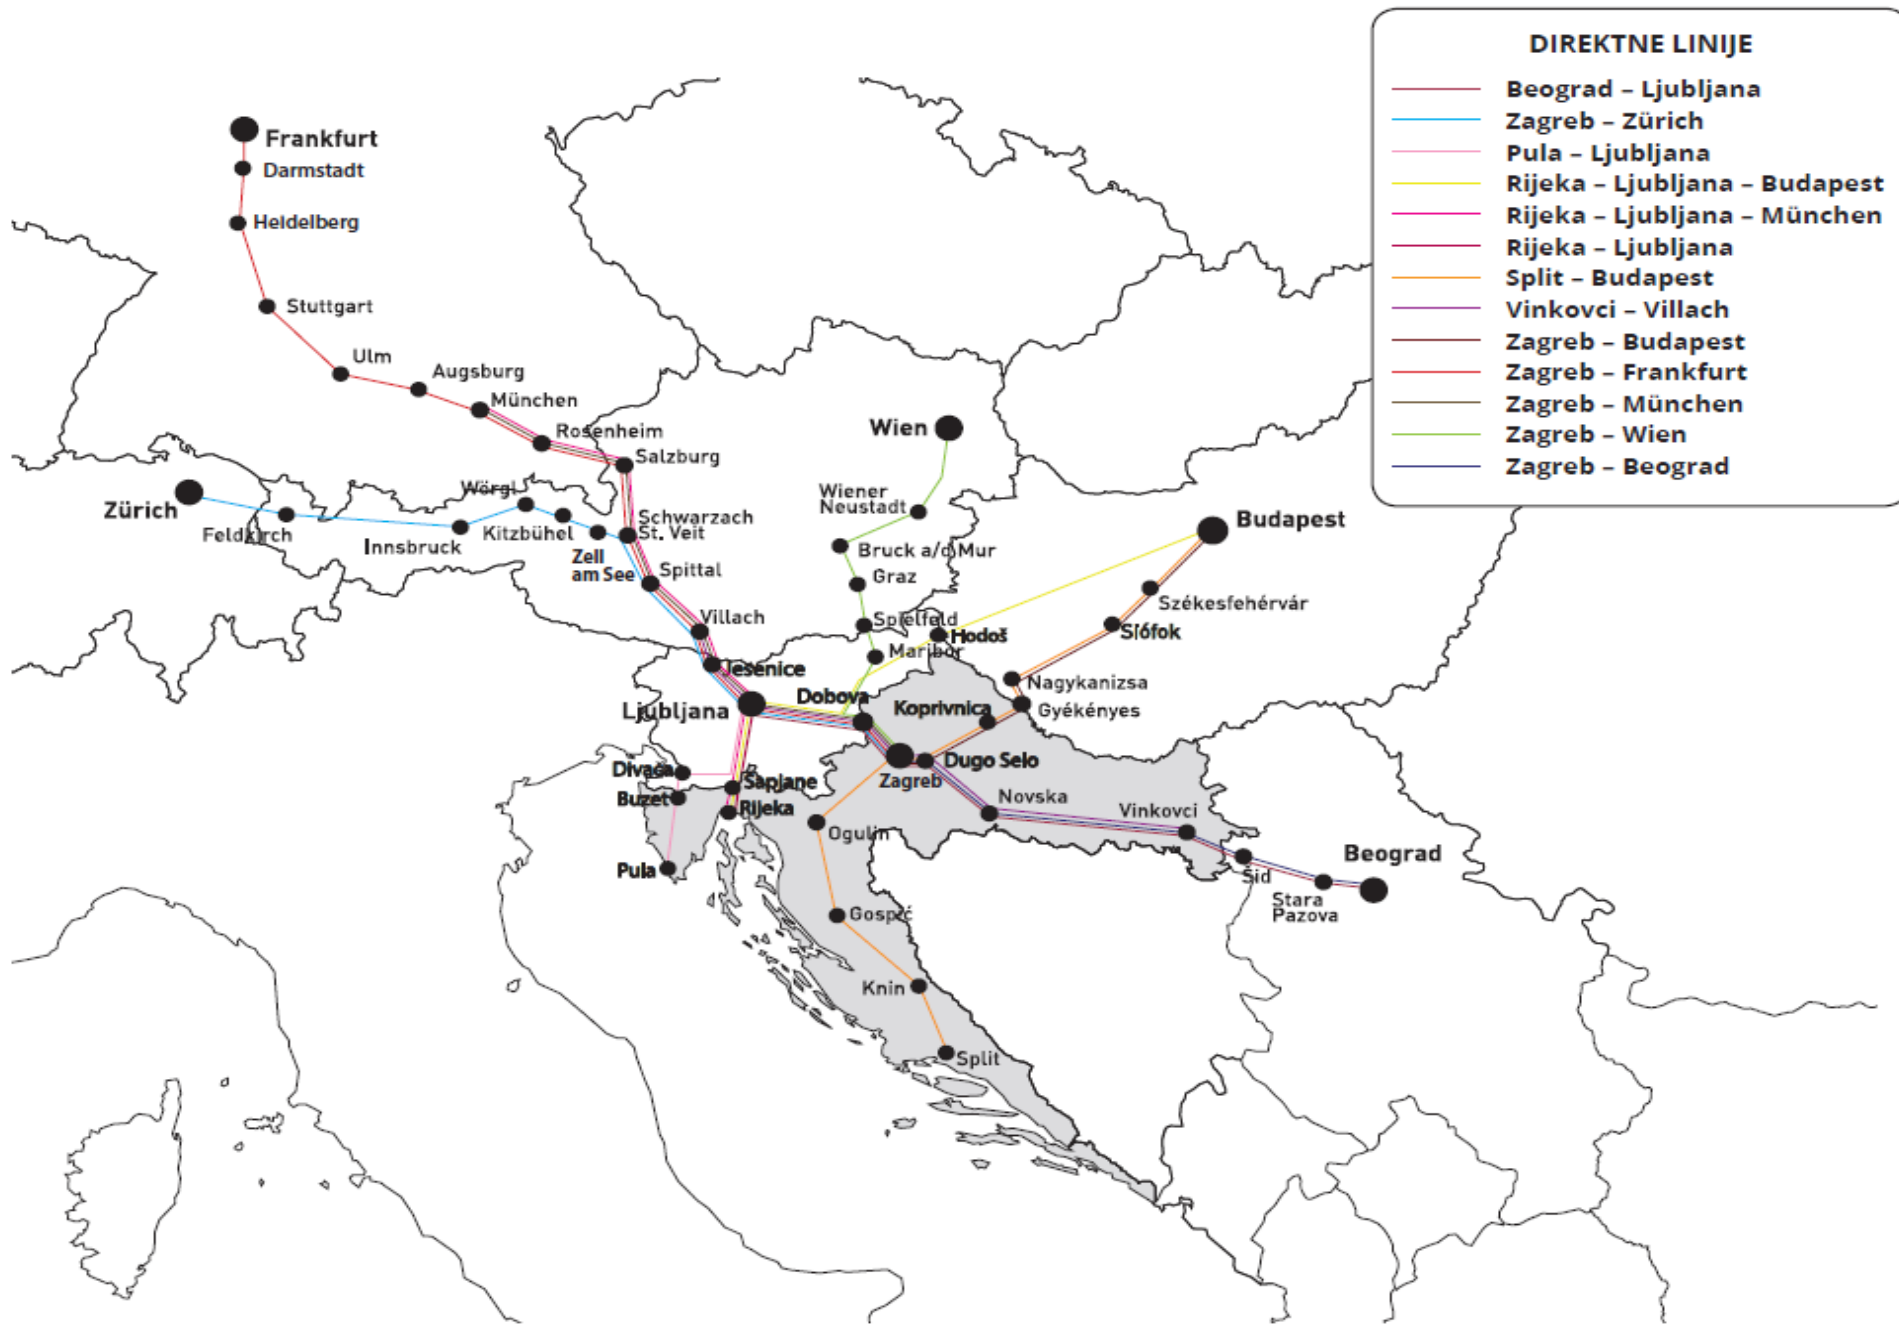 DIREKTNE LINIJE
Beograd – Ljubljana
Zagreb – Zürich
Pula – Ljubljana
Rijeka – Ljubljana – Budapest
Rijeka – Ljubljana – München
Rijeka – Ljubljana
Split – Budapest
Vinkovci – Villach
Zagreb – Budapest
Zagreb – Frankfurt
Zagreb – München
Zagreb – Wien
Zagreb – Beograd
Frankfurt
Darmstadt
Heidelberg
Stuttgart
Ulm
Augsburg
München
Rosenheim
Salzburg
Wien
Wörgl
Zürich
Feldkirch
Innsbruck
Kitzbühel
Zell
am See
Schwarzach
St. Veit
Wiener
Neustadt
Bruck a/d Mur
Graz
Budapest
Spittal
Székesfehérvár
Villach
Spielfeld
Hodoš
Siófok
Maribor
Jesenice
Nagykanizsa
Ljubljana
Dobova
Koprivnica
Gyékényes
Divača
Sapjane
Zagreb
Dugo Selo
Buzet
Rijeka
Novska
Vinkovci
Ogulin
Pula
Beograd
Šid
Stara
Pazova
Gospić
Knin
Split